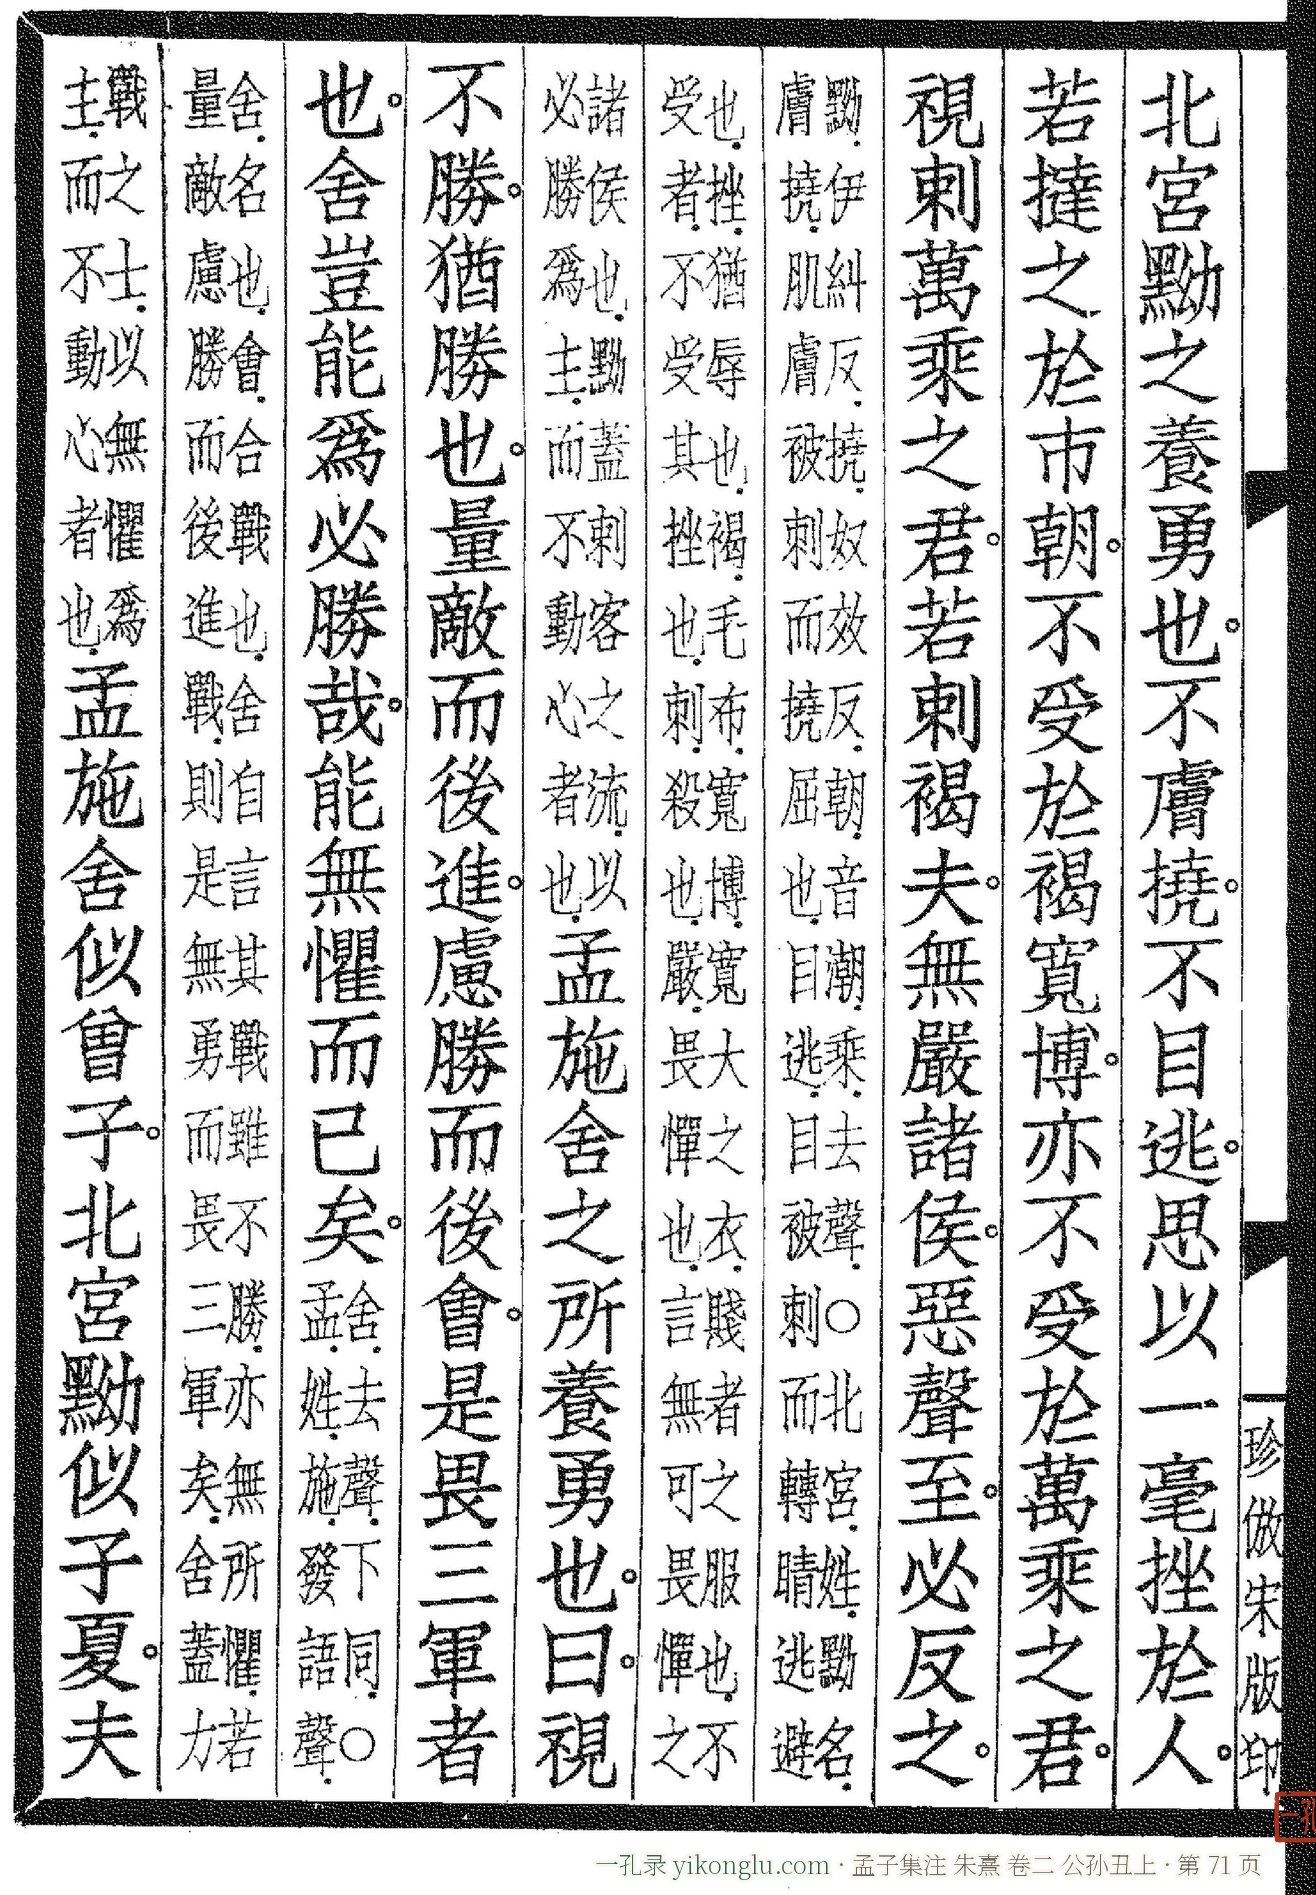 珍倣宋版印
北宮黝之養勇也。不膚撓。不目逃。思以一毫挫於人。
若撻之於市朝。不受於褐寬博。亦不受於萬乘之君。
視刺萬乘之君。若刺褐夫。無嚴諸侯。惡聲至。必反之。
黝.伊糾反.撓.奴效反.朝.音潮.乘.去聲.○北宮.姓.黝名.
膚撓.肌膚被刺而撓屈也.目逃.目被刺而轉睛逃避
也.挫.猶辱也.褐.毛布.寬博.寬大之衣.賤者之服也.不
受者.不受其挫也.刺.殺也.嚴.畏憚也.言無可畏憚之
諸侯也.黝蓋刺客之流.以
必勝爲主.而不動心者也.
孟施舍之所養勇也。曰。視
不勝。猶勝也。量敵而後進。慮勝而後會。是畏三軍者
也。舍豈能爲必勝哉。能無懼而已矣。
舍.去聲.下同.○
孟.姓.施.發語聲.
舍.名也.會.合戰也.舍自言其戰雖不勝.亦無所懼.若
量敵慮勝而後進戰.則是無勇而畏三軍矣.舍蓋力
戰之士.以無懼爲
主.而不動心者也.
孟施舍似曾子。北宮黝似子夏。夫
一孔录 yikonglu.com · 孟子集注 朱熹 卷二 公孙丑上 · 第 71 页